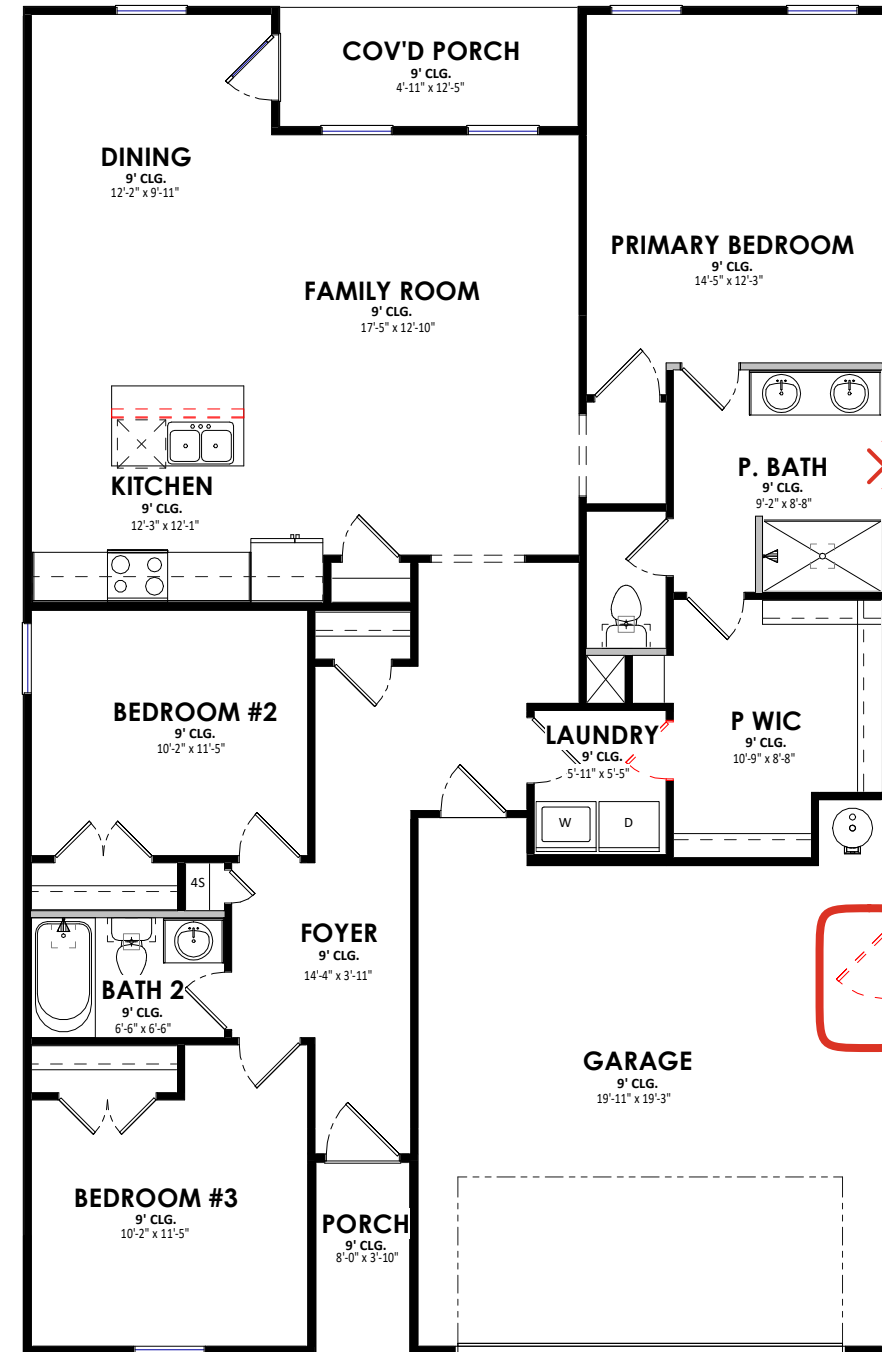 COV'D PORCH
9' CLG.
4'-11" x 12'-5"
DINING
9' CLG.
12'-2" x 9'-11"
PRIMARY BEDROOM
9' CLG.
14'-5" x 12'-3"
FAMILY ROOM
9' CLG.
17'-5" x 12'-10"
P. BATH
9' CLG.
9'-2" x 8'-8"
KITCHEN
9' CLG.
12'-3" x 12'-1"
BEDROOM #2
9' CLG.
10'-2" x 11'-5"
LAUNDRY
9' CLG.
5'-11" x 5'-5"
P WIC
9' CLG.
10'-9" x 8'-8"
W
D
4S
FOYER
9' CLG.
14'-4" x 3'-11"
BATH 2
9' CLG.
6'-6" x 6'-6"
GARAGE
9' CLG.
19'-11" x 19'-3"
BEDROOM #3
9' CLG.
10'-2" x 11'-5"
PORCH
9' CLG.
8'-0" x 3'-10"